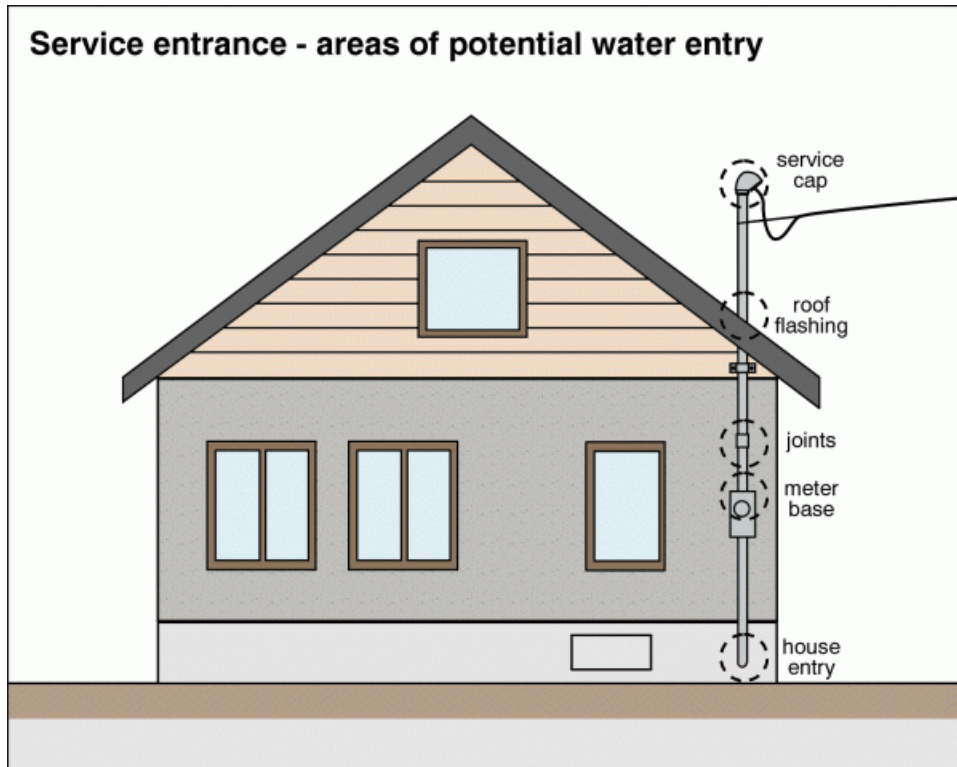 Service entrance - areas of potential water entry
service
cap
roof
flashing
joints
meter
base
house
entry